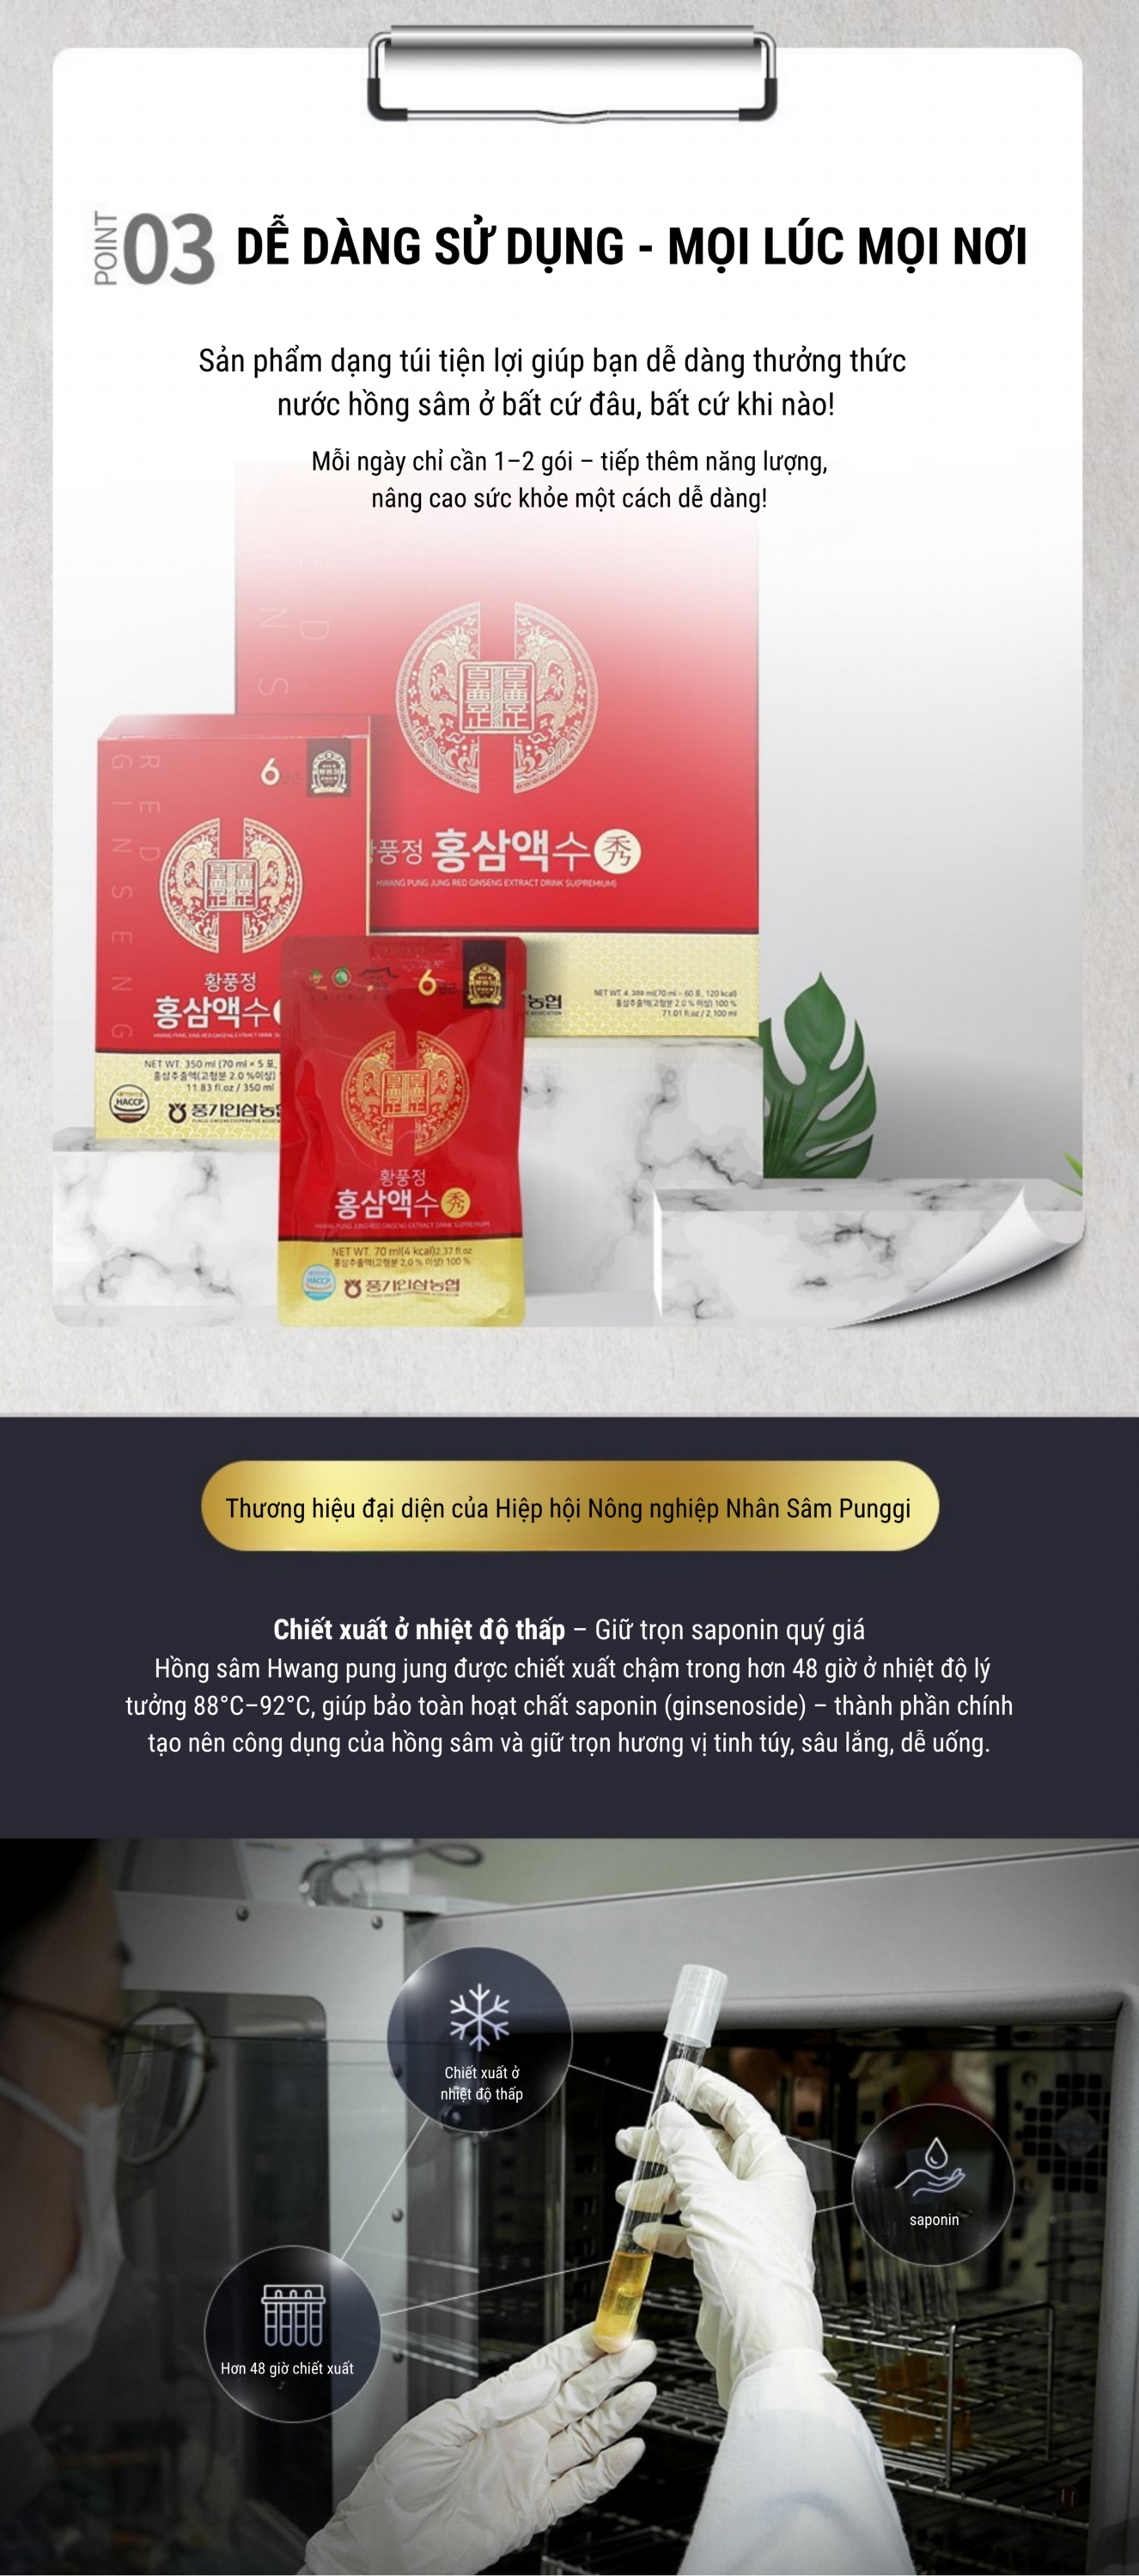 POINT 03 DỄ DÀNG SỬ DỤNG - MỌI LÚC MỌI NƠI
Sản phẩm dạng túi tiện lợi giúp bạn dễ dàng thưởng thức
nước hồng sâm ở bất cứ đâu, bất cứ khi nào!
Mỗi ngày chỉ cần 1–2 gói – tiếp thêm năng lượng,
nâng cao sức khỏe một cách dễ dàng!
풍정 홍삼액수 秀
HWANG PUNG JUNG RED GINSENG EXTRACT DRINK SU(PREMIUM)
농협
NET WT. 4,200 ml(70 ml × 60포, 120 kcal)
홍삼추출액(고형분 2.0 % 이상) 100 %
71.01 fl.oz / 2,100 ml
RED
GINSENG
6
황풍정
홍삼액수
NET WT. 350 ml (70 ml × 5 포,
홍삼추출액(고형분 2.0 %이상)
11.83 fl.oz / 350 ml
HACCP
풍기인삼농협
6
황풍정
홍삼액수 秀
HWANG PUNG JUNG RED GINSENG EXTRACT DRINK SU(PREMIUM)
NET WT. 70 ml(4 kcal)2.37 fl.oz
홍삼추출액(고형분 2.0 % 이상) 100 %
HACCP
풍기인삼농협
Thương hiệu đại diện của Hiệp hội Nông nghiệp Nhân Sâm Punggi
Chiết xuất ở nhiệt độ thấp – Giữ trọn saponin quý giá
Hồng sâm Hwang pung jung được chiết xuất chậm trong hơn 48 giờ ở nhiệt độ lý
tưởng 88°C–92°C, giúp bảo toàn hoạt chất saponin (ginsenoside) – thành phần chính
tạo nên công dụng của hồng sâm và giữ trọn hương vị tinh túy, sâu lắng, dễ uống.
Chiết xuất ở
nhiệt độ thấp
saponin
Hơn 48 giờ chiết xuất